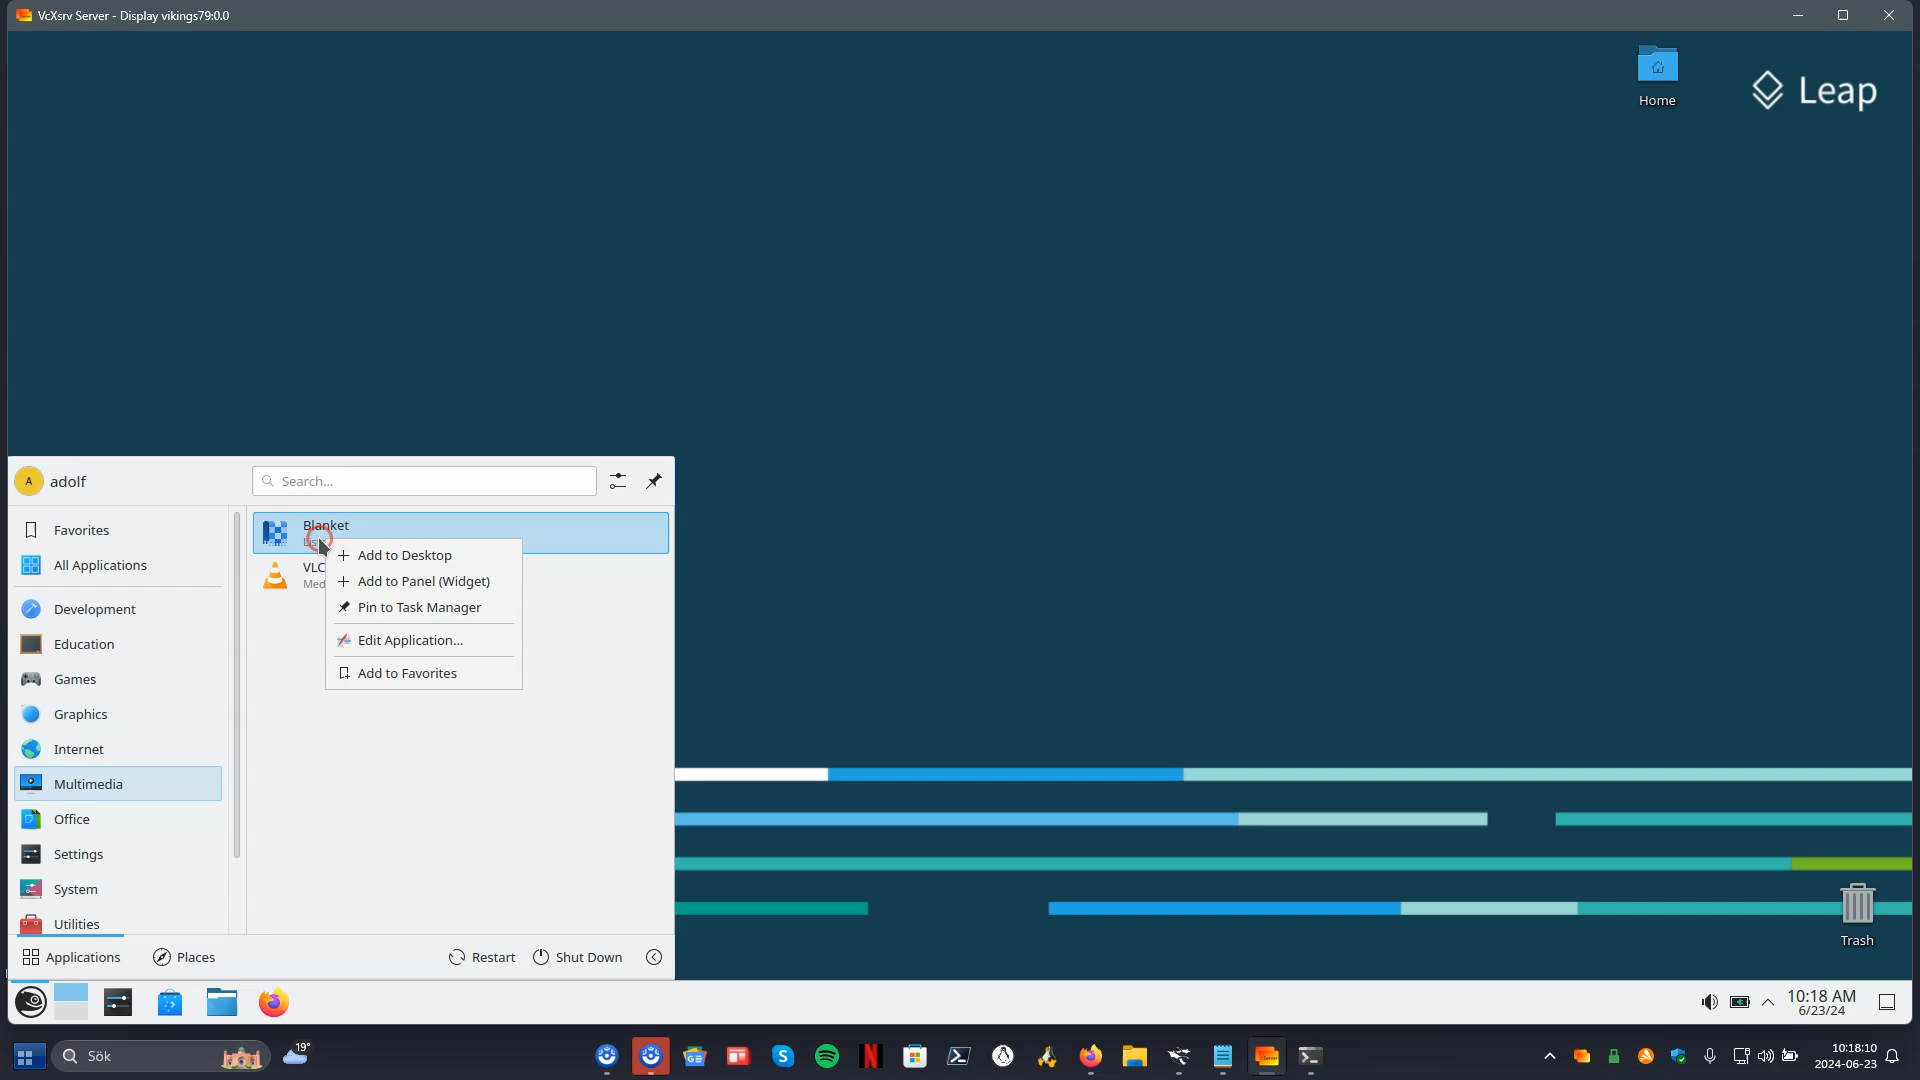 VcXsrv Server - Display vikings79:0.0
Home
Leap
A
adolf
Search...
Favorites
All Applications
Development
Education
Games
Graphics
Internet
Multimedia
Office
Settings
System
Utilities
Blanket
VLC
Med
Add to Desktop
Add to Panel (Widget)
Pin to Task Manager
Edit Application...
Add to Favorites
Applications
Places
Restart
Shut Down
Trash
10:18 AM
6/23/24
Sök
19°
10:18:10
2024-06-23